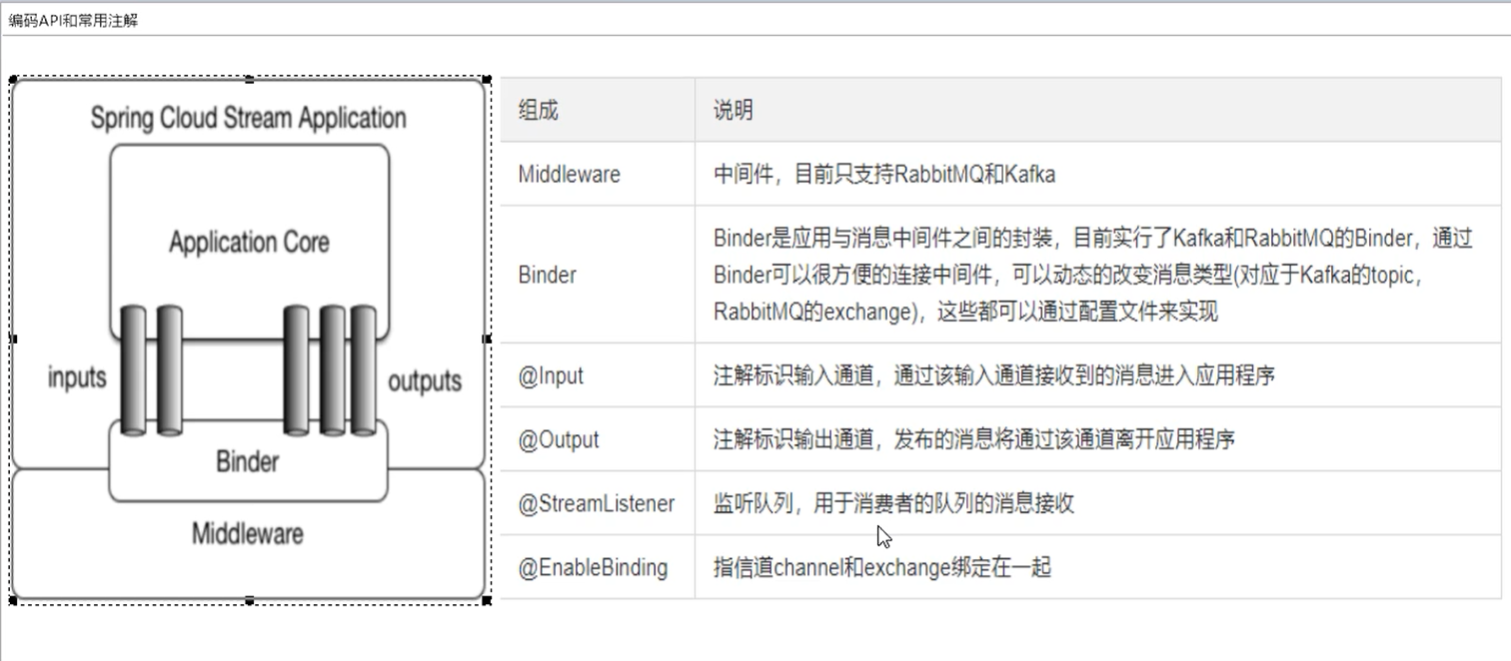 编码API和常用注解
Spring Cloud Stream Application
Application Core
inputs
outputs
Binder
Middleware
组成 说明
Middleware 中间件，目前只支持RabbitMQ和Kafka
Binder Binder是应用与消息中间件之间的封装，目前实行了Kafka和RabbitMQ的Binder，通过
Binder可以很方便的连接中间件，可以动态的改变消息类型(对应于Kafka的topic，
RabbitMQ的exchange)，这些都可以通过配置文件来实现
@Input 注解标识输入通道，通过该输入通道接收到的消息进入应用程序
@Output 注解标识输出通道，发布的消息将通过该通道离开应用程序
@StreamListener 监听队列，用于消费者的队列的消息接收
@EnableBinding 指信道channel和exchange绑定在一起